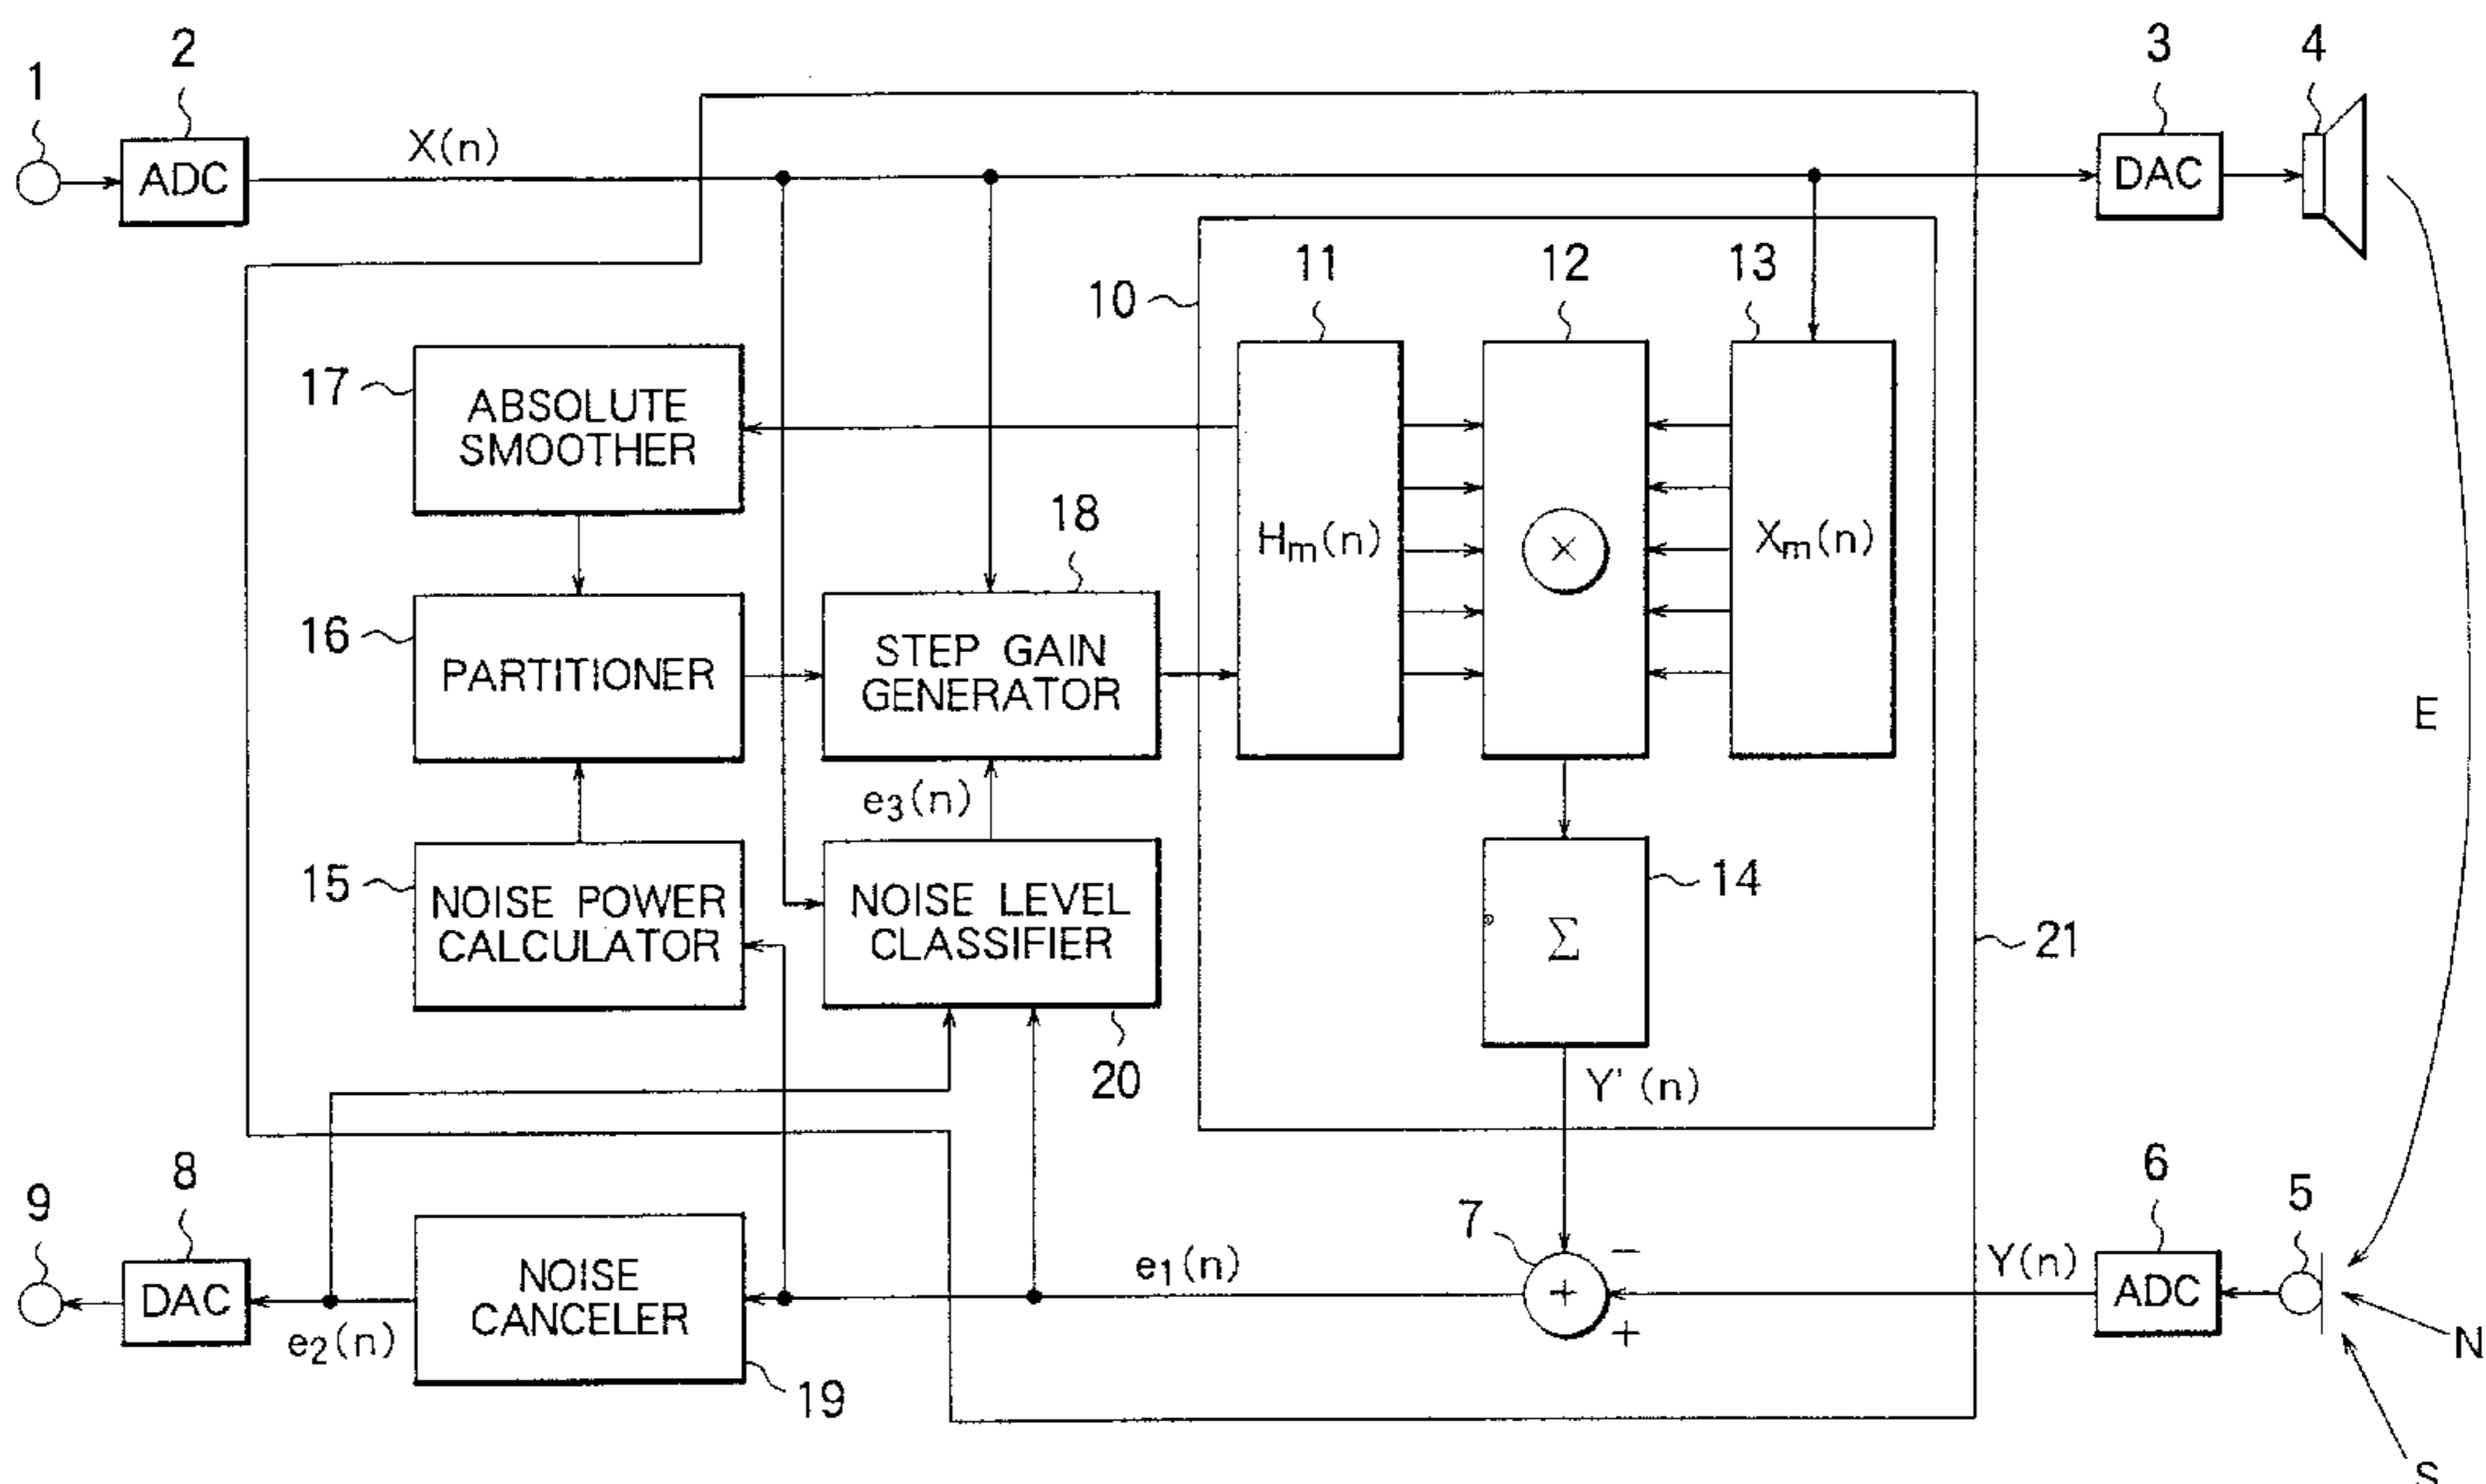 1
2
3
4
ADC
X(n)
DAC
10
11
12
13
17
ABSOLUTE
SMOOTHER
18
Hm(n)
×
Xm(n)
16
PARTITIONER
STEP GAIN
GENERATOR
E
e3(n)
15
NOISE POWER
CALCULATOR
NOISE LEVEL
CLASSIFIER
14
Σ
21
20
Y'(n)
9
8
7
6
5
DAC
NOISE
CANCELER
e1(n)
−
+
+
Y(n)
ADC
e2(n)
19
N
S